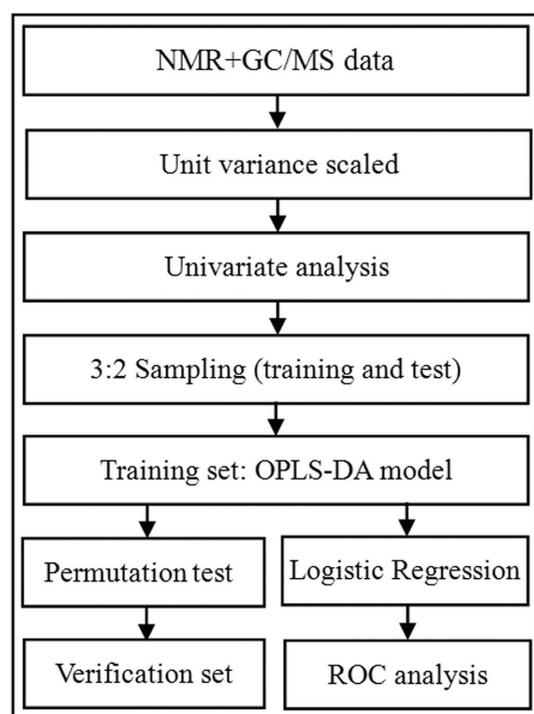 NMR+GC/MS data
Unit variance scaled
Univariate analysis
3:2 Sampling (training and test)
Training set: OPLS-DA model
Permutation test
Logistic Regression
Verification set
ROC analysis